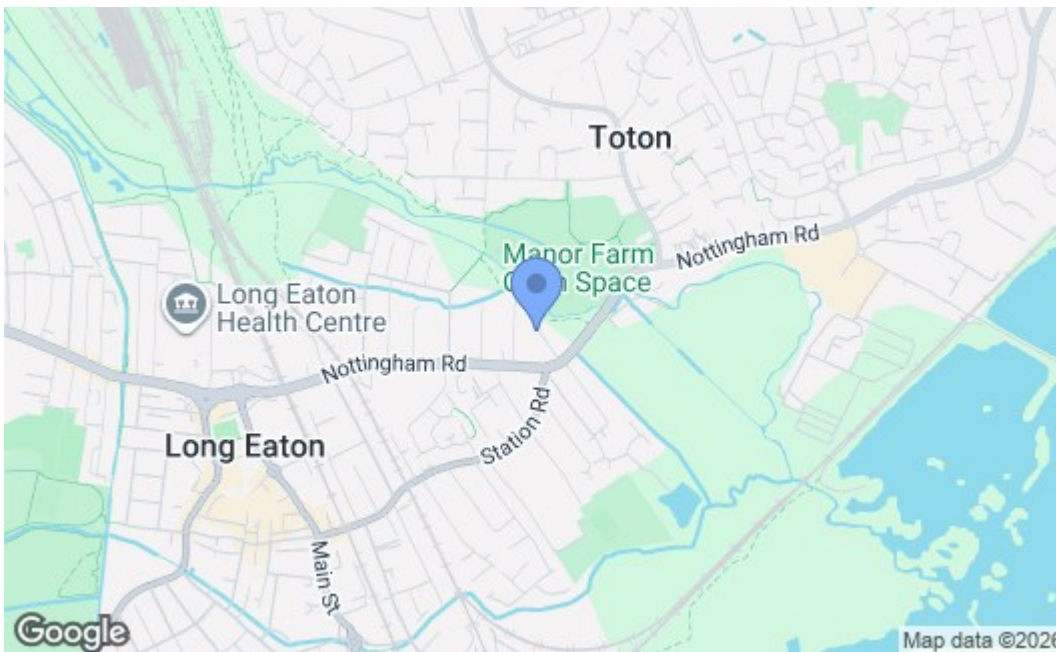 Toton
Nottingham Rd
Manor Farm
Space
Long Eaton
Health Centre
Nottingham Rd
Station Rd
Long Eaton
Main St
Google
Map data ©2026